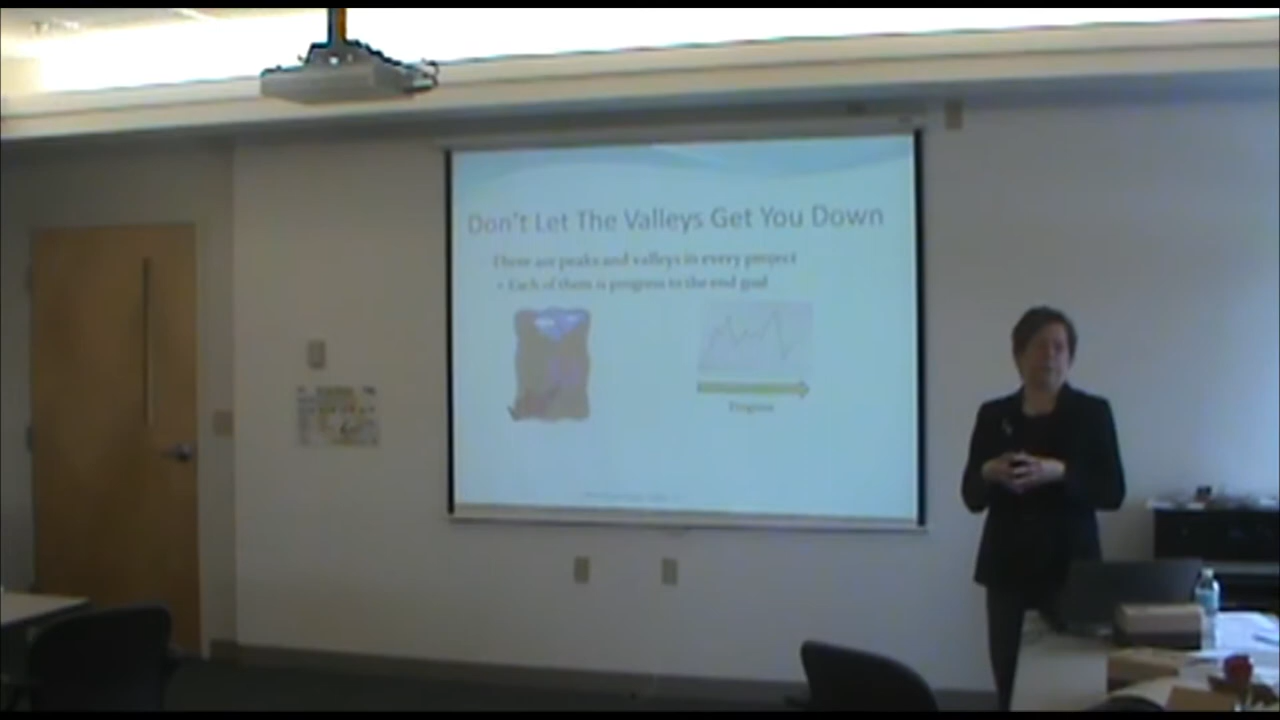 Don't Let The Valleys Get You Down
There are peaks and valleys in every project
• Each of them is progress to the end goal
Progress